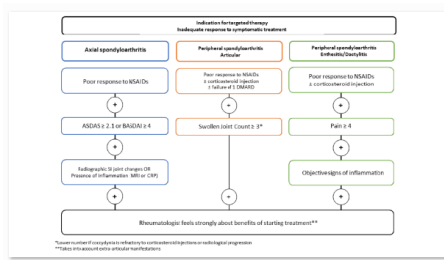 Indication for targeted therapy
Inadequate response to symptomatic treatment
Axial spondyloarthritis
Peripheral spondyloarthritis
Articular
Peripheral spondyloarthritis
Enthesitis/Dactylitis
Poor response to NSAIDs
Poor response to NSAIDs
± corticosteroid injection
≥ failure of 1 DMARD
Poor response to NSAIDs
± corticosteroid injection
+
+
+
ASDAS ≥ 2.1 or BASDAI ≥ 4
Swollen Joint Count ≥ 3*
Pain ≥ 4
+
+
Radiographic SI joint changes OR
Presence of inflammation MRI or CRP)
Objective signs of inflammation
+
+
+
Rheumatologist feels strongly about benefits of starting treatment**
*Lower number if is refractory to corticosteroid injections or radiological progression
**Takes into account extra-articular manifestations